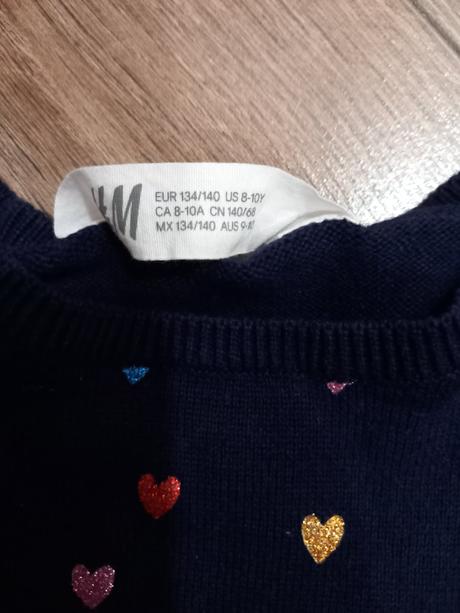 H&M
EUR 134/140 US 8-10Y
CA 8-10A CN 140/68
MX 134/140 AUS